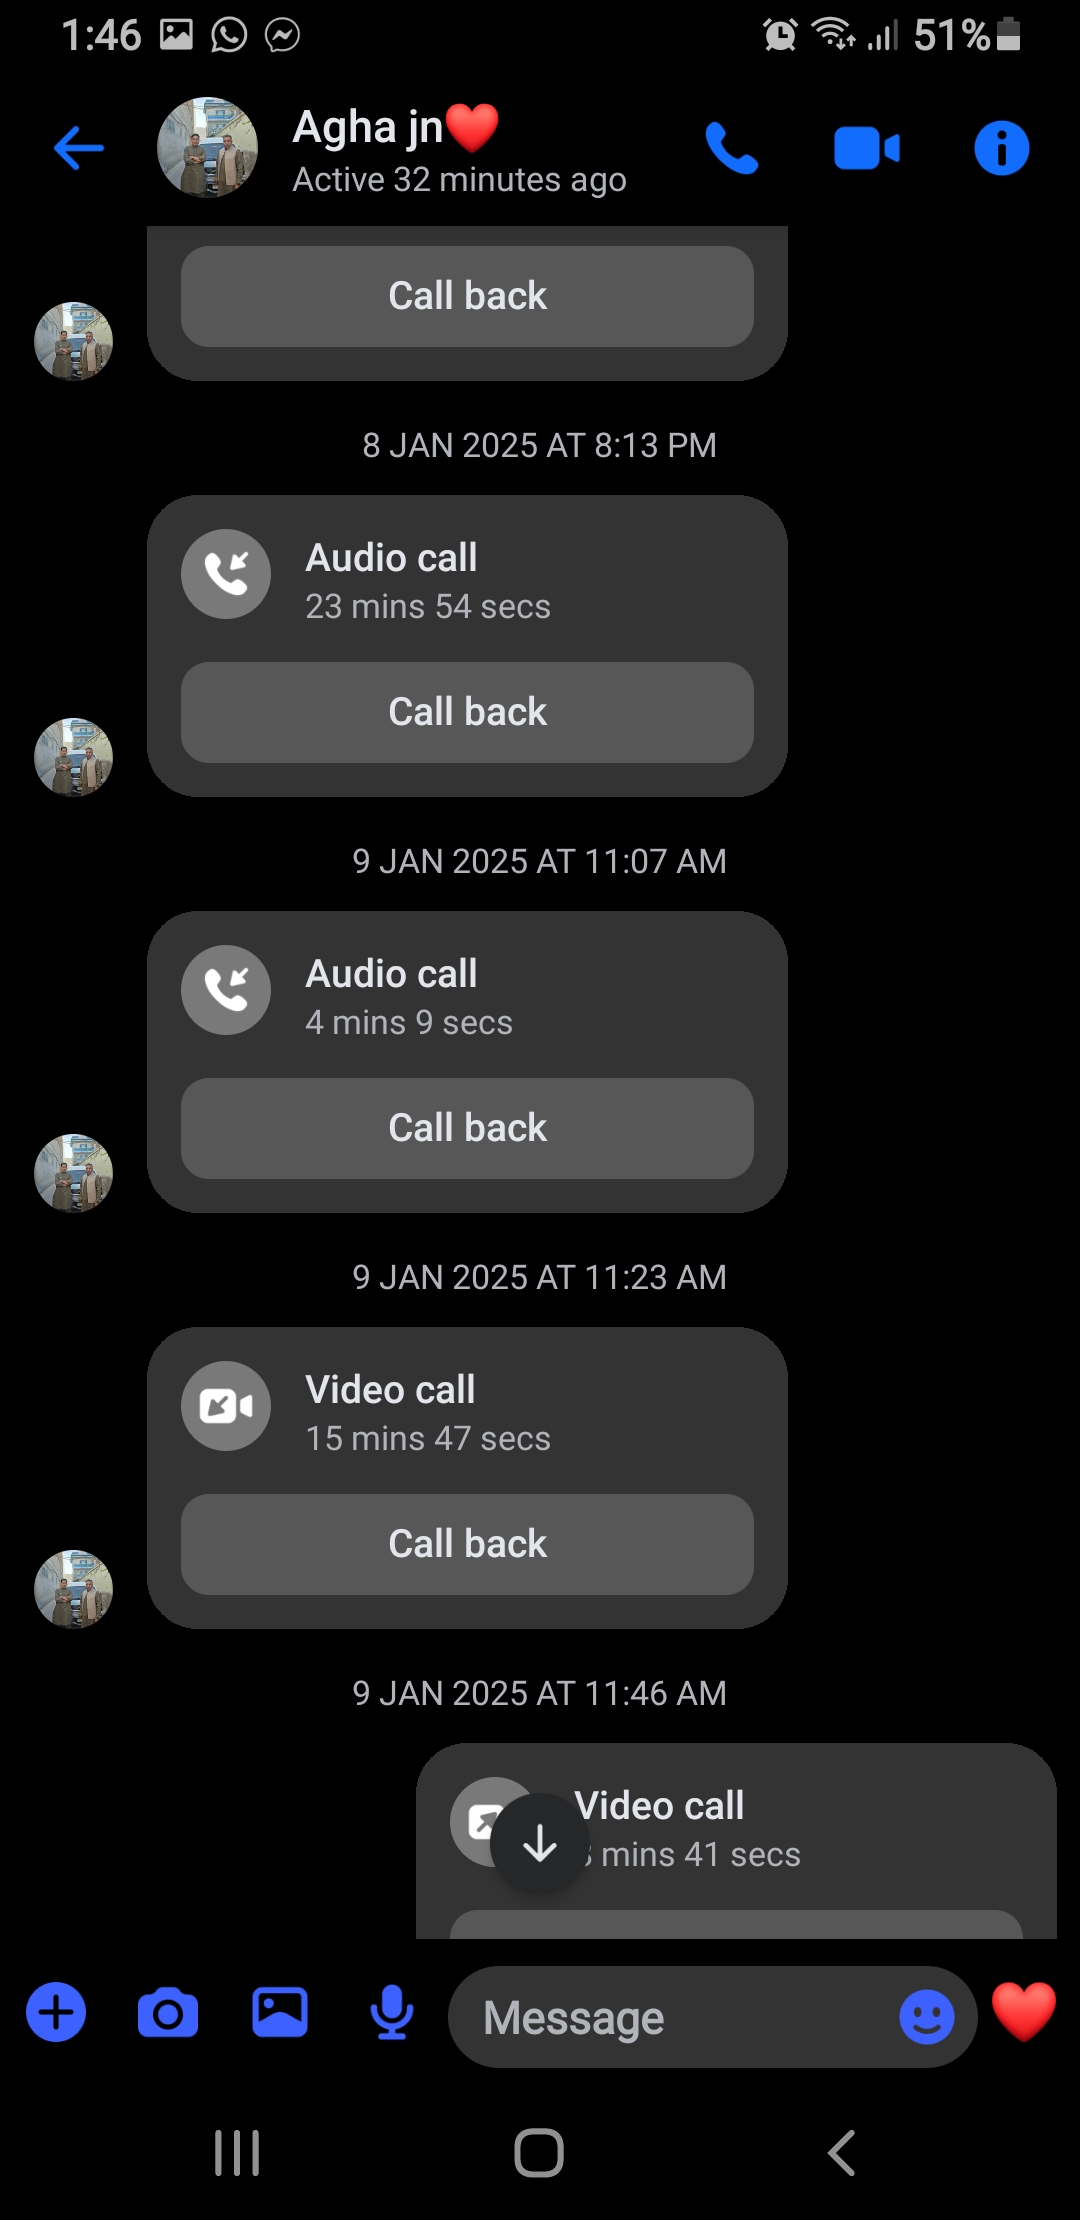 1:46
51%
Agha jn❤️
Active 32 minutes ago
Call back
8 JAN 2025 AT 8:13 PM
Audio call
23 mins 54 secs
Call back
9 JAN 2025 AT 11:07 AM
Audio call
4 mins 9 secs
Call back
9 JAN 2025 AT 11:23 AM
Video call
15 mins 47 secs
Call back
9 JAN 2025 AT 11:46 AM
Video call
mins 41 secs
Message